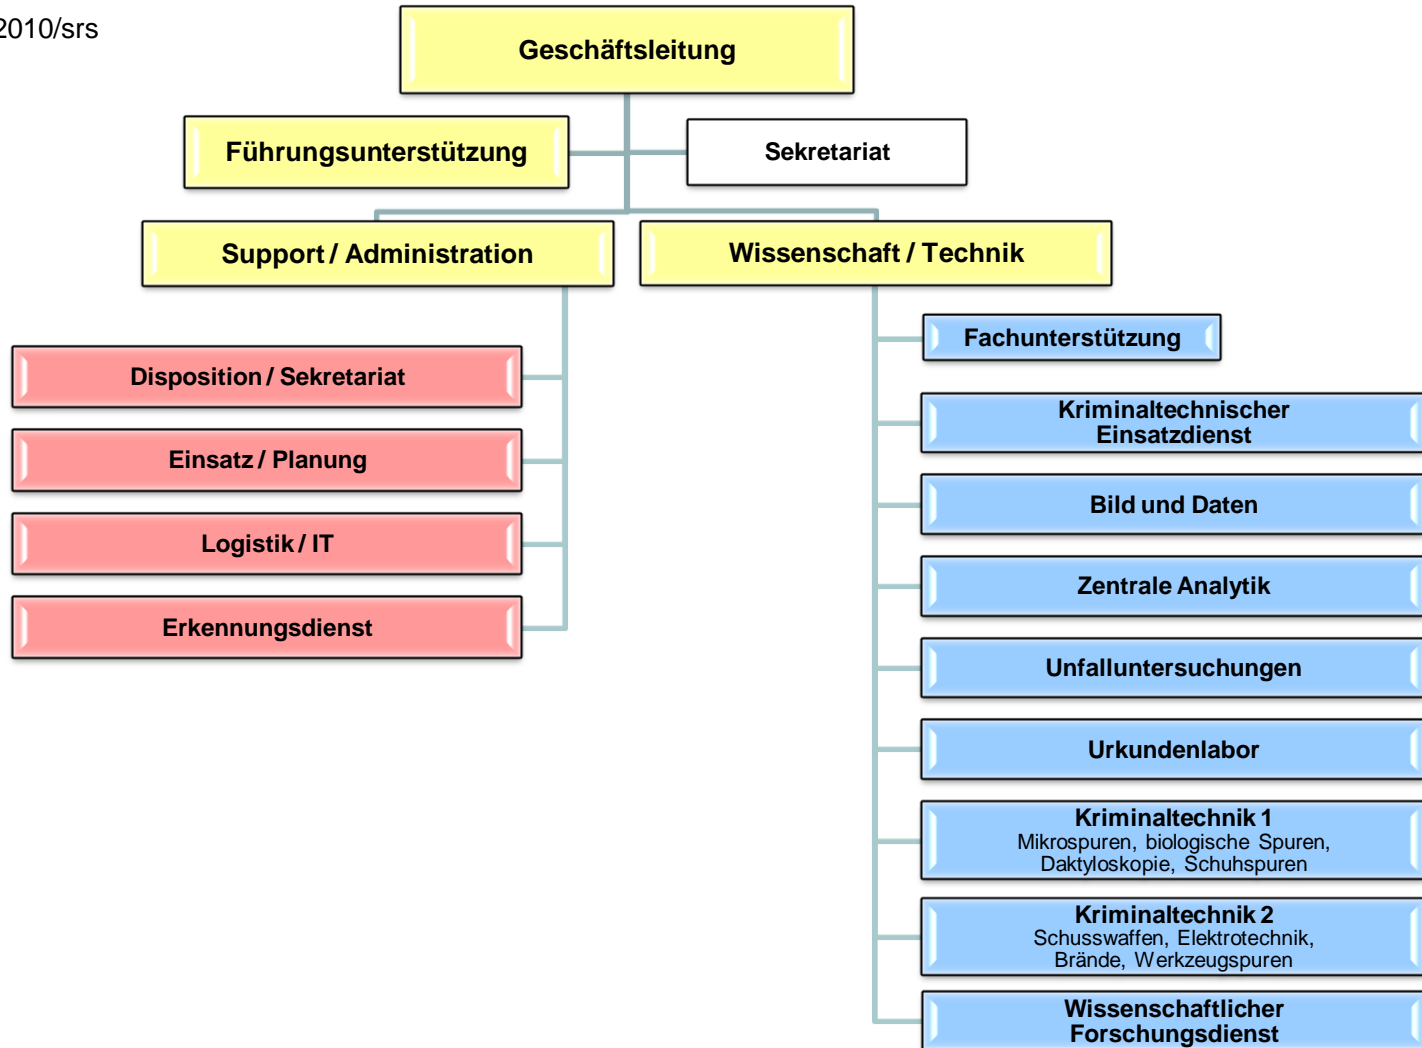 2010/srs
Geschäftsleitung
Führungsunterstützung
Sekretariat
Support / Administration
Wissenschaft / Technik
Disposition / Sekretariat
Einsatz / Planung
Logistik / IT
Erkennungsdienst
Fachunterstützung
Kriminaltechnischer
Einsatzdienst
Bild und Daten
Zentrale Analytik
Unfalluntersuchungen
Urkundenlabor
Kriminaltechnik 1
Mikrospuren, biologische Spuren,
Daktyloskopie, Schuhspuren
Kriminaltechnik 2
Schusswaffen, Elektrotechnik,
Brände, Werkzeugspuren
Wissenschaftlicher
Forschungsdienst